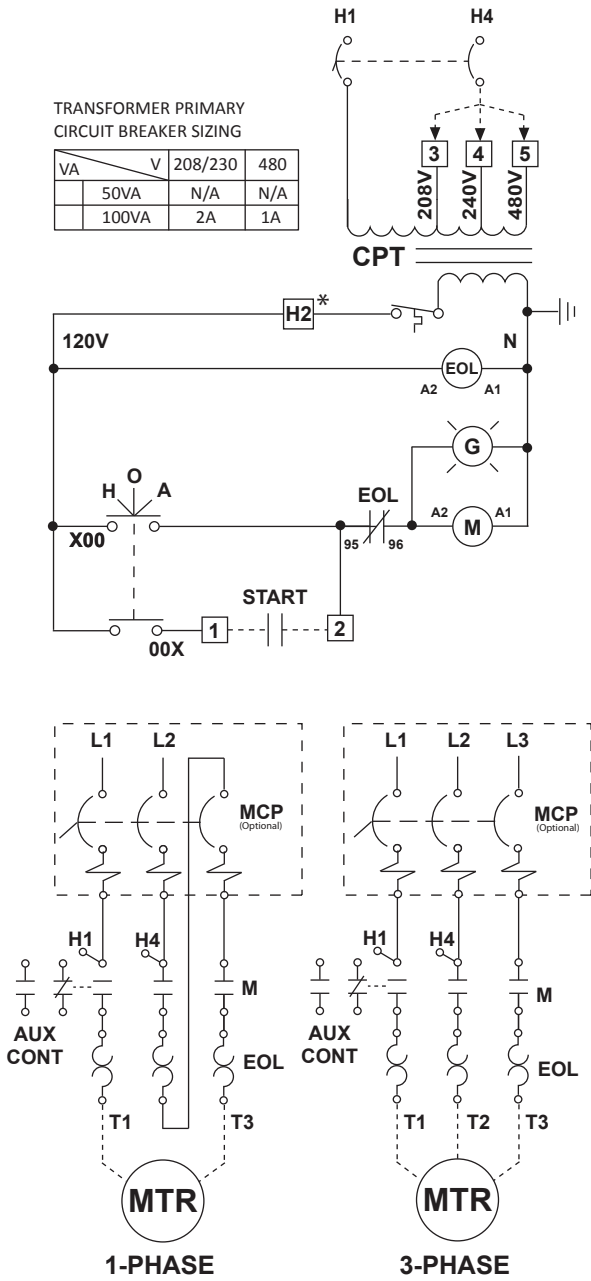 H1 H4
TRANSFORMER PRIMARY
CIRCUIT BREAKER SIZING
VA V 208/230 480
50VA N/A N/A
100VA 2A 1A
3 4 5
208V 240V 480V
CPT
H2 *
120V N
EOL
A2 A1
G
H O A
EOL
A2 M A1
X00
95 96
START
1 2
00X
L1 L2
MCP
(Optional)
H1 H4
M
AUX
CONT
EOL
T1 T3
MTR
1-PHASE
L1 L2 L3
MCP
(Optional)
H1 H4
M
AUX
CONT
EOL
T1 T2 T3
MTR
3-PHASE